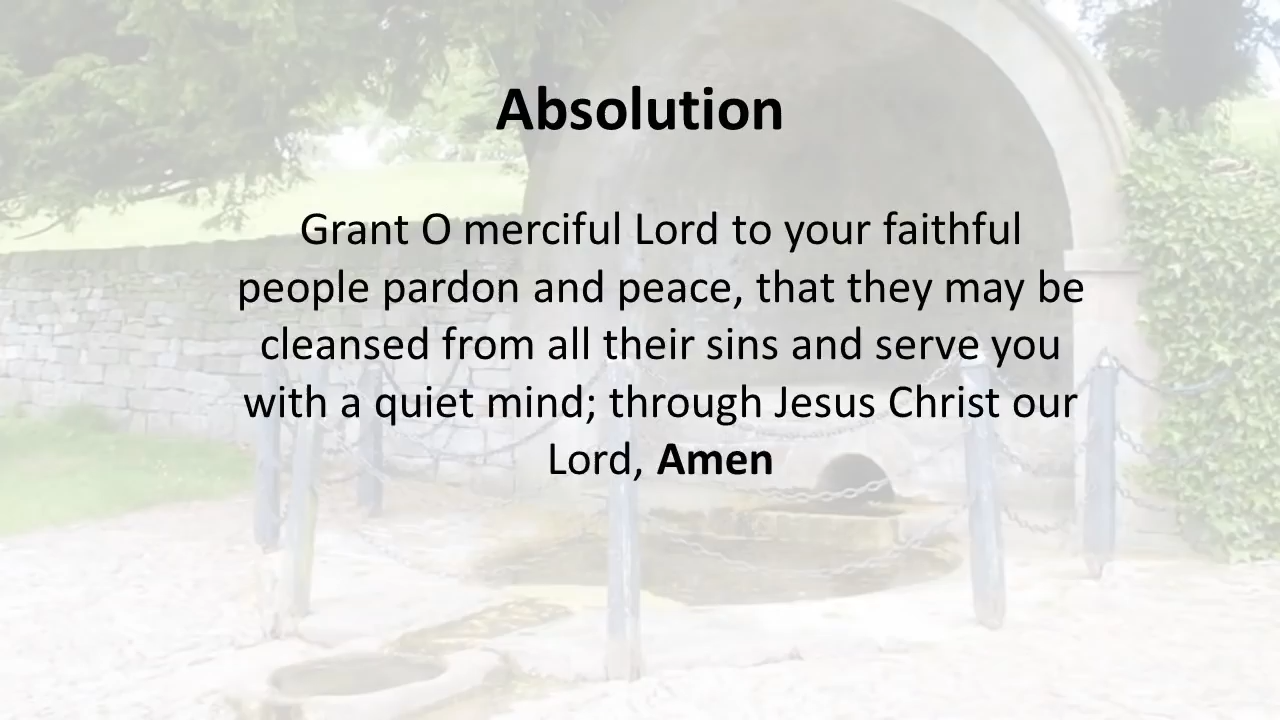 Absolution
Grant O merciful Lord to your faithful
people pardon and peace, that they may be
cleansed from all their sins and serve you
with a quiet mind; through Jesus Christ our
Lord, Amen